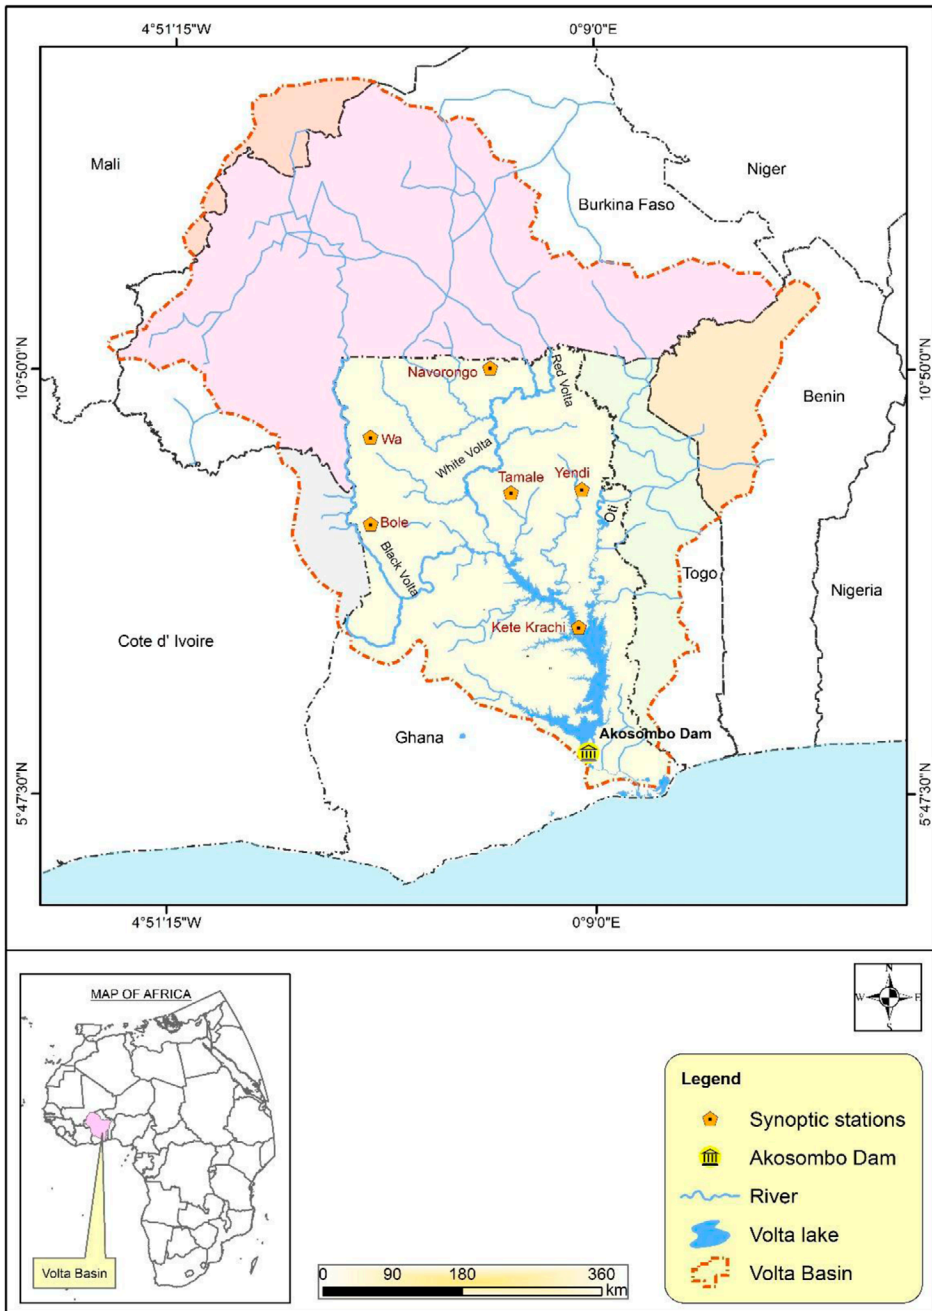 4°51'15"W
0°9'0"E
Mali
Niger
Burkina Faso
10°50'0"N
10°50'0"N
Navorongo
Red Volta
Benin
Wa
White Volta
Tamale
Yendi
Oti
Bole
Black Volta
Togo
Nigeria
Kete Krachi
Cote d' Ivoire
Ghana
Akosombo Dam
5°47'30"N
5°47'30"N
4°51'15"W
0°9'0"E
MAP OF AFRICA
Volta Basin
N
W E
S
0 90 180 360
km
Legend
Synoptic stations
Akosombo Dam
River
Volta lake
Volta Basin